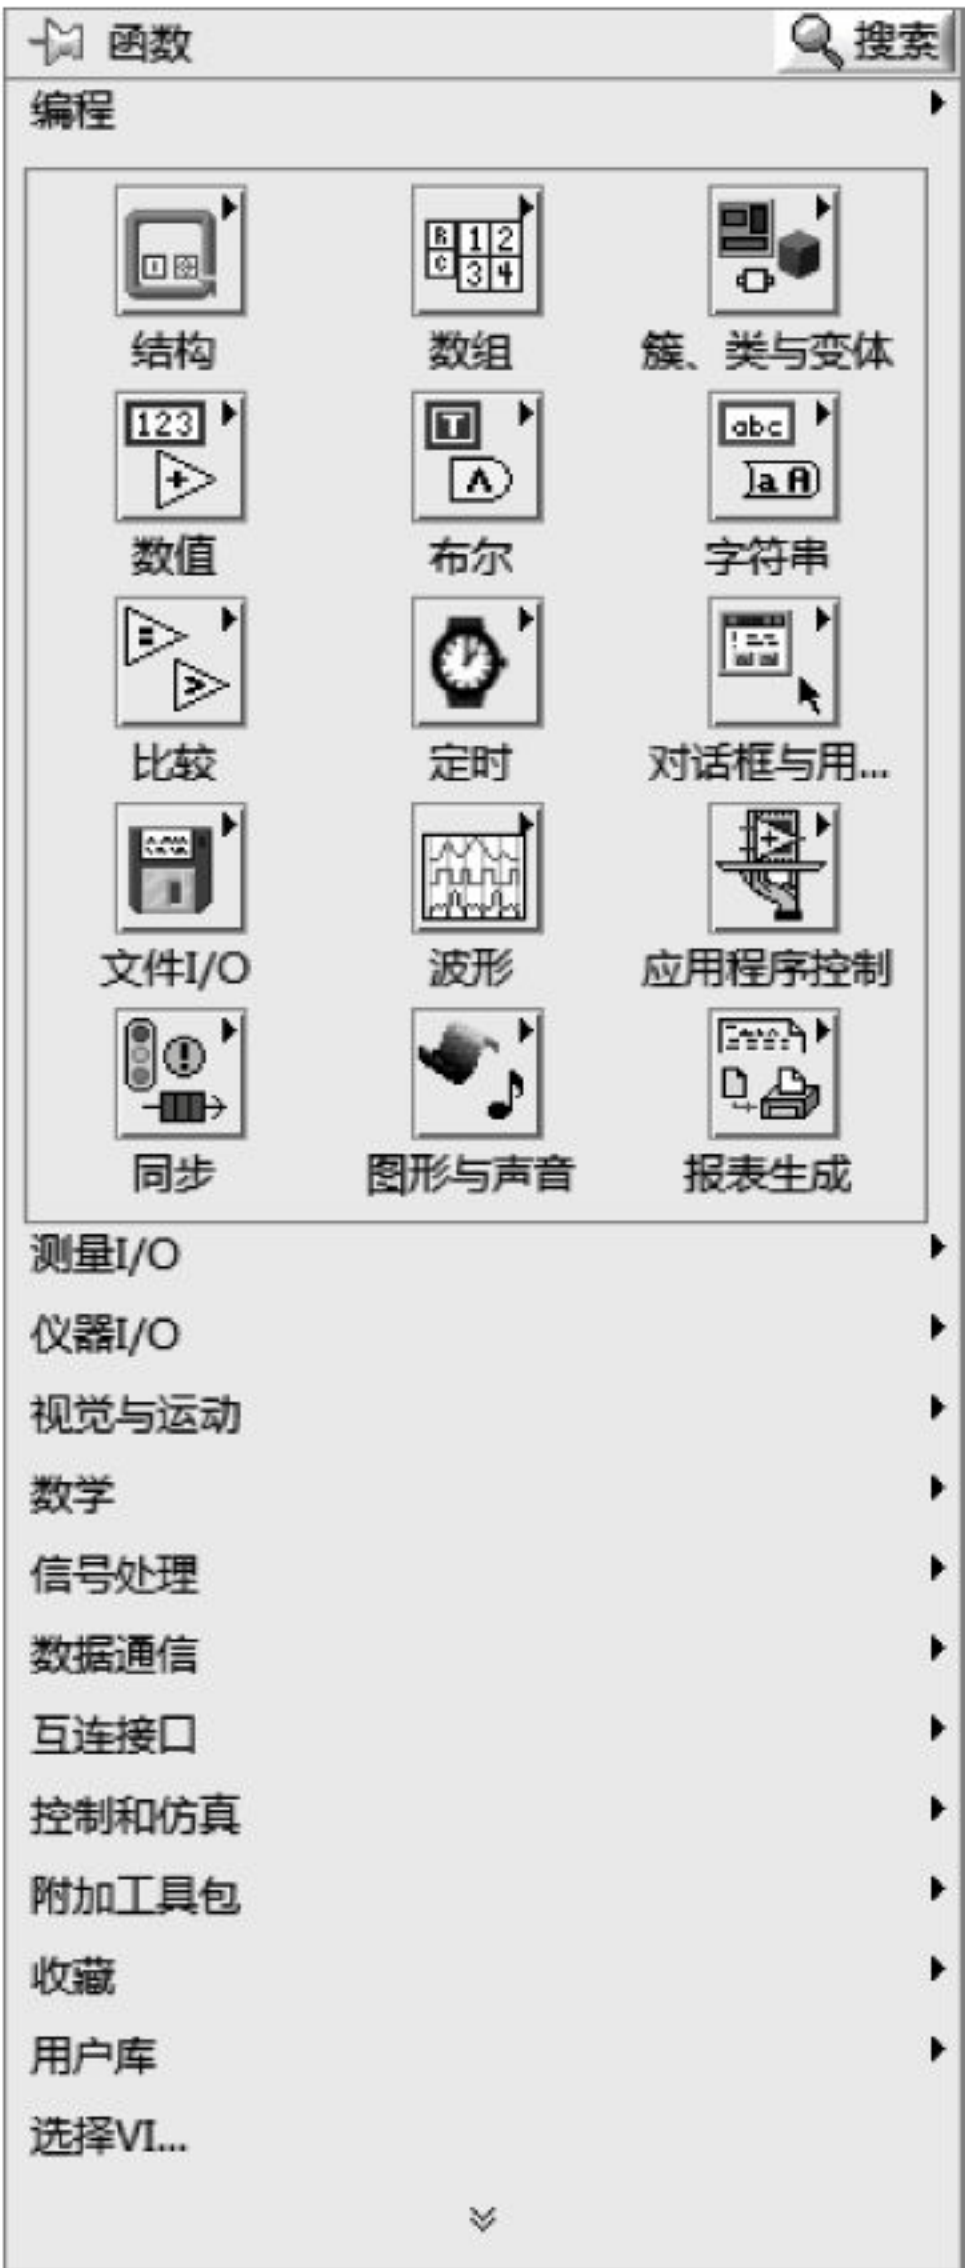 函数 搜索
编程
结构 数组 簇、类与变体
数值 布尔 字符串
比较 定时 对话框与用...
文件I/O 波形 应用程序控制
同步 图形与声音 报表生成
测量I/O
仪器I/O
视觉与运动
数学
信号处理
数据通信
互连接口
控制和仿真
附加工具包
收藏
用户库
选择VI...